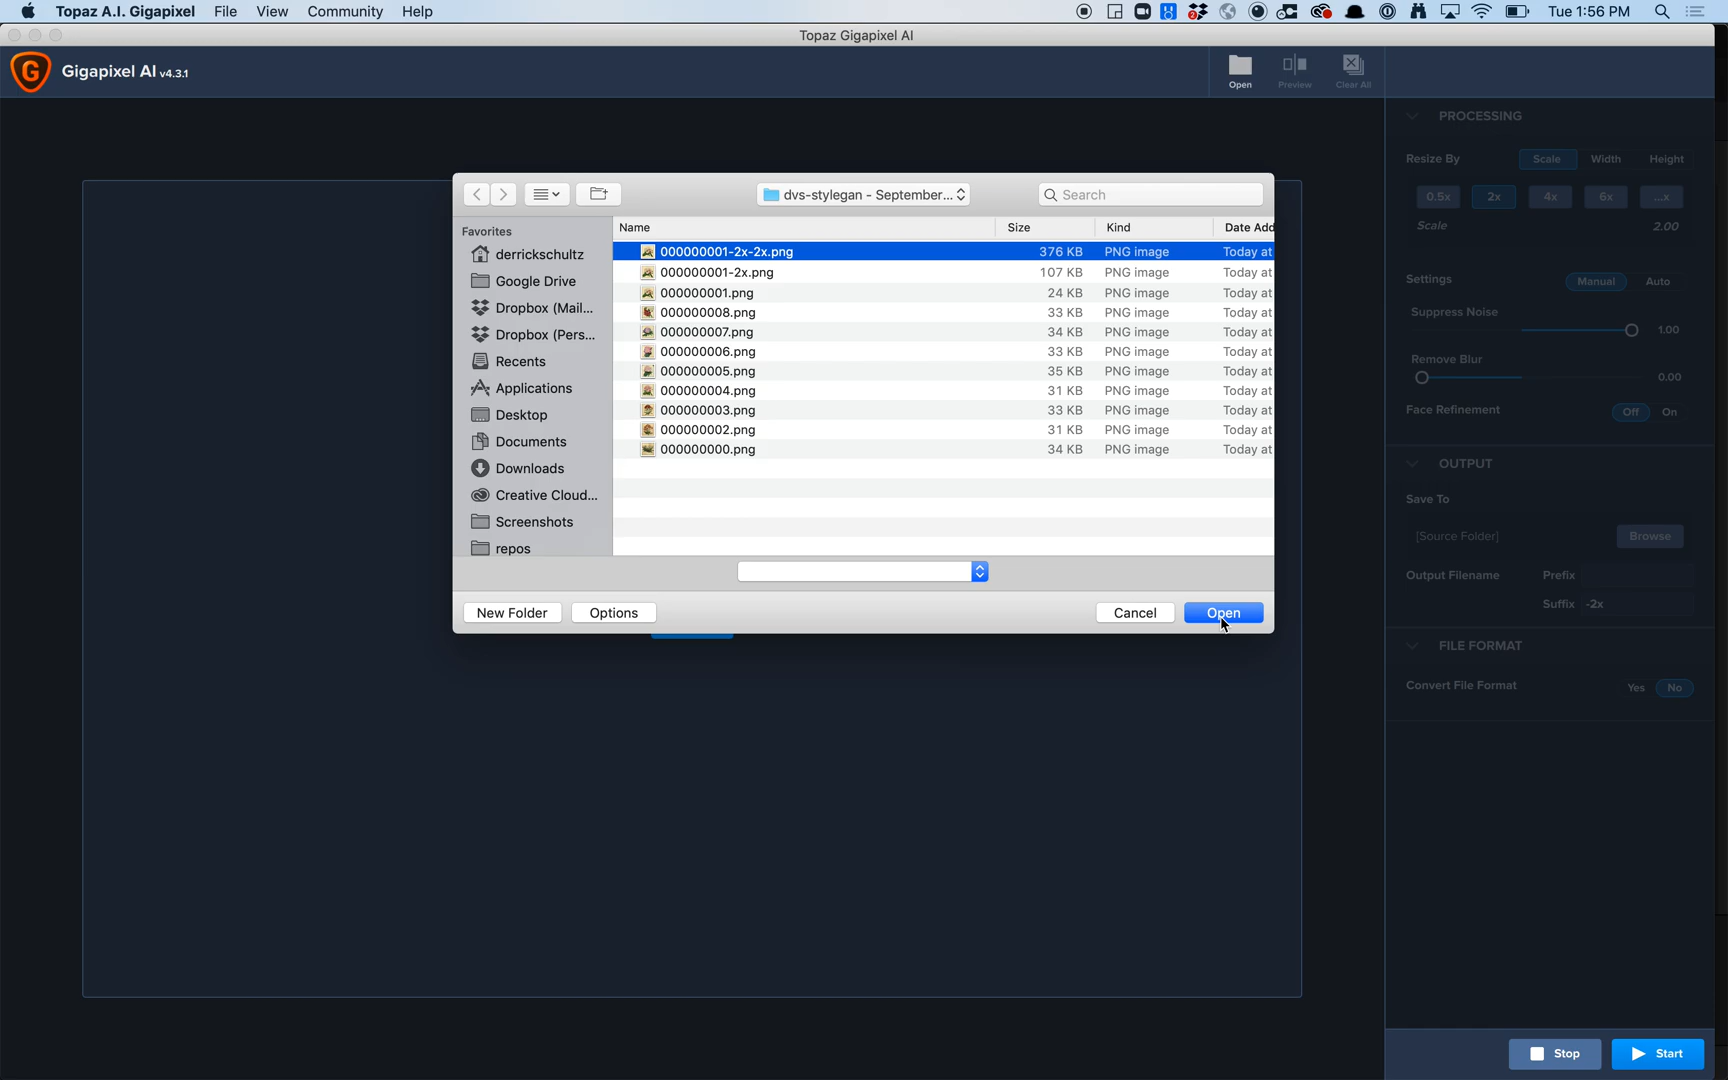 Topaz A.I. Gigapixel File View Community Help Tue 1:56 PM
Topaz Gigapixel AI
Gigapixel AI v4.3.1
Open Preview Clear All
PROCESSING
Resize By Scale Width Height
0.5x 2x 4x 6x ...x
Scale 2.00
Settings Manual Auto
Suppress Noise
1.00
Remove Blur
0.00
Face Refinement Off On
OUTPUT
Save To
[Source Folder] Browse
Output Filename Prefix
Suffix -2x
FILE FORMAT
Convert File Format Yes No
Stop Start
dvs-stylegan - September... Search
Favorites
derrickschultz
Google Drive
Dropbox (Mail...
Dropbox (Pers...
Recents
Applications
Desktop
Documents
Downloads
Creative Cloud...
Screenshots
repos
Name Size Kind Date Add
000000001-2x-2x.png 376 KB PNG image Today at
000000001-2x.png 107 KB PNG image Today at
000000001.png 24 KB PNG image Today at
000000008.png 33 KB PNG image Today at
000000007.png 34 KB PNG image Today at
000000006.png 33 KB PNG image Today at
000000005.png 35 KB PNG image Today at
000000004.png 31 KB PNG image Today at
000000003.png 33 KB PNG image Today at
000000002.png 31 KB PNG image Today at
000000000.png 34 KB PNG image Today at
New Folder Options Cancel Open